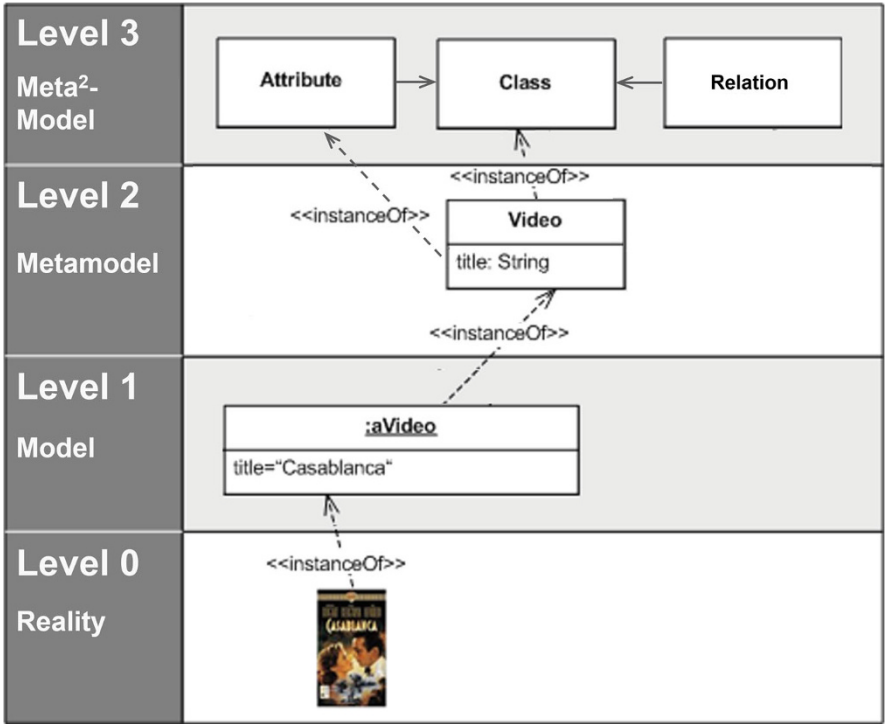 Level 3
Meta²-
Model
Attribute
Class
Relation
<<instanceOf>>
<<instanceOf>>
Level 2
Metamodel
Video
title: String
<<instanceOf>>
Level 1
Model
:aVideo
title="Casablanca"
Level 0
Reality
<<instanceOf>>
CASABLANCA